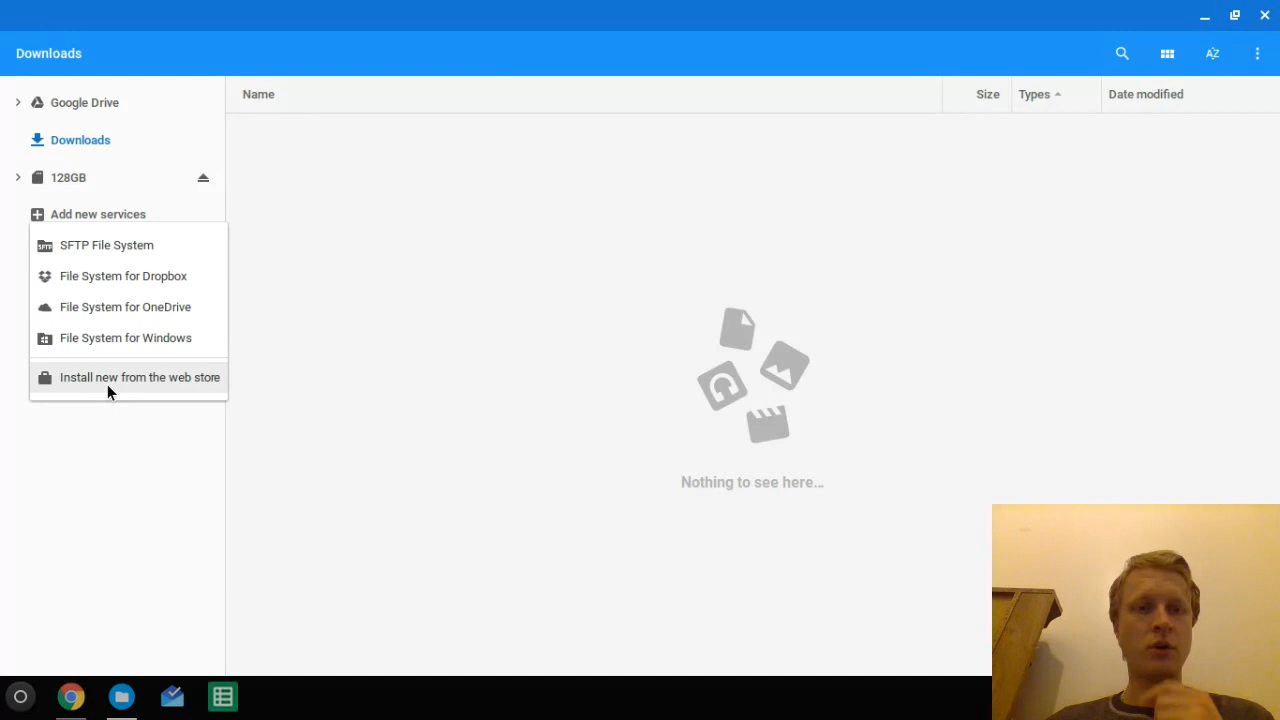 Downloads
Google Drive
Downloads
128GB
Add new services
SFTP File System
File System for Dropbox
File System for OneDrive
File System for Windows
Install new from the web store
Name
Size
Types
Date modified
Nothing to see here...